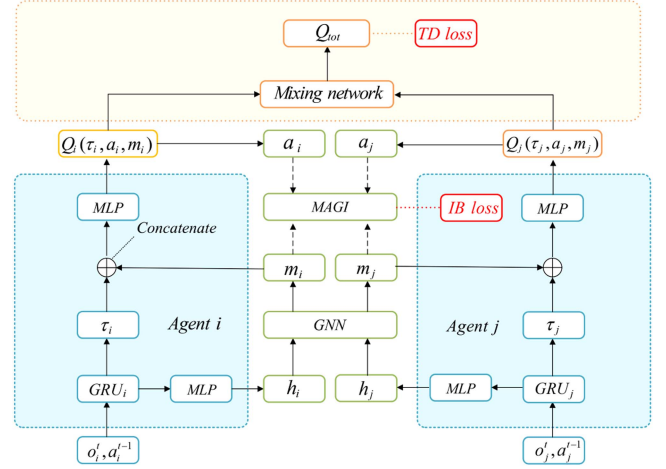 Q_tot TD loss
Mixing network
Q_i(τ_i, a_i, m_i) a_i a_j Q_j(τ_j, a_j, m_j)
MLP MAGI IB loss MLP
Concatenate
m_i m_j
τ_i Agent i GNN Agent j τ_j
GRU_i MLP h_i h_j MLP GRU_j
o_i^t, a_i^{t-1} o_j^t, a_j^{t-1}